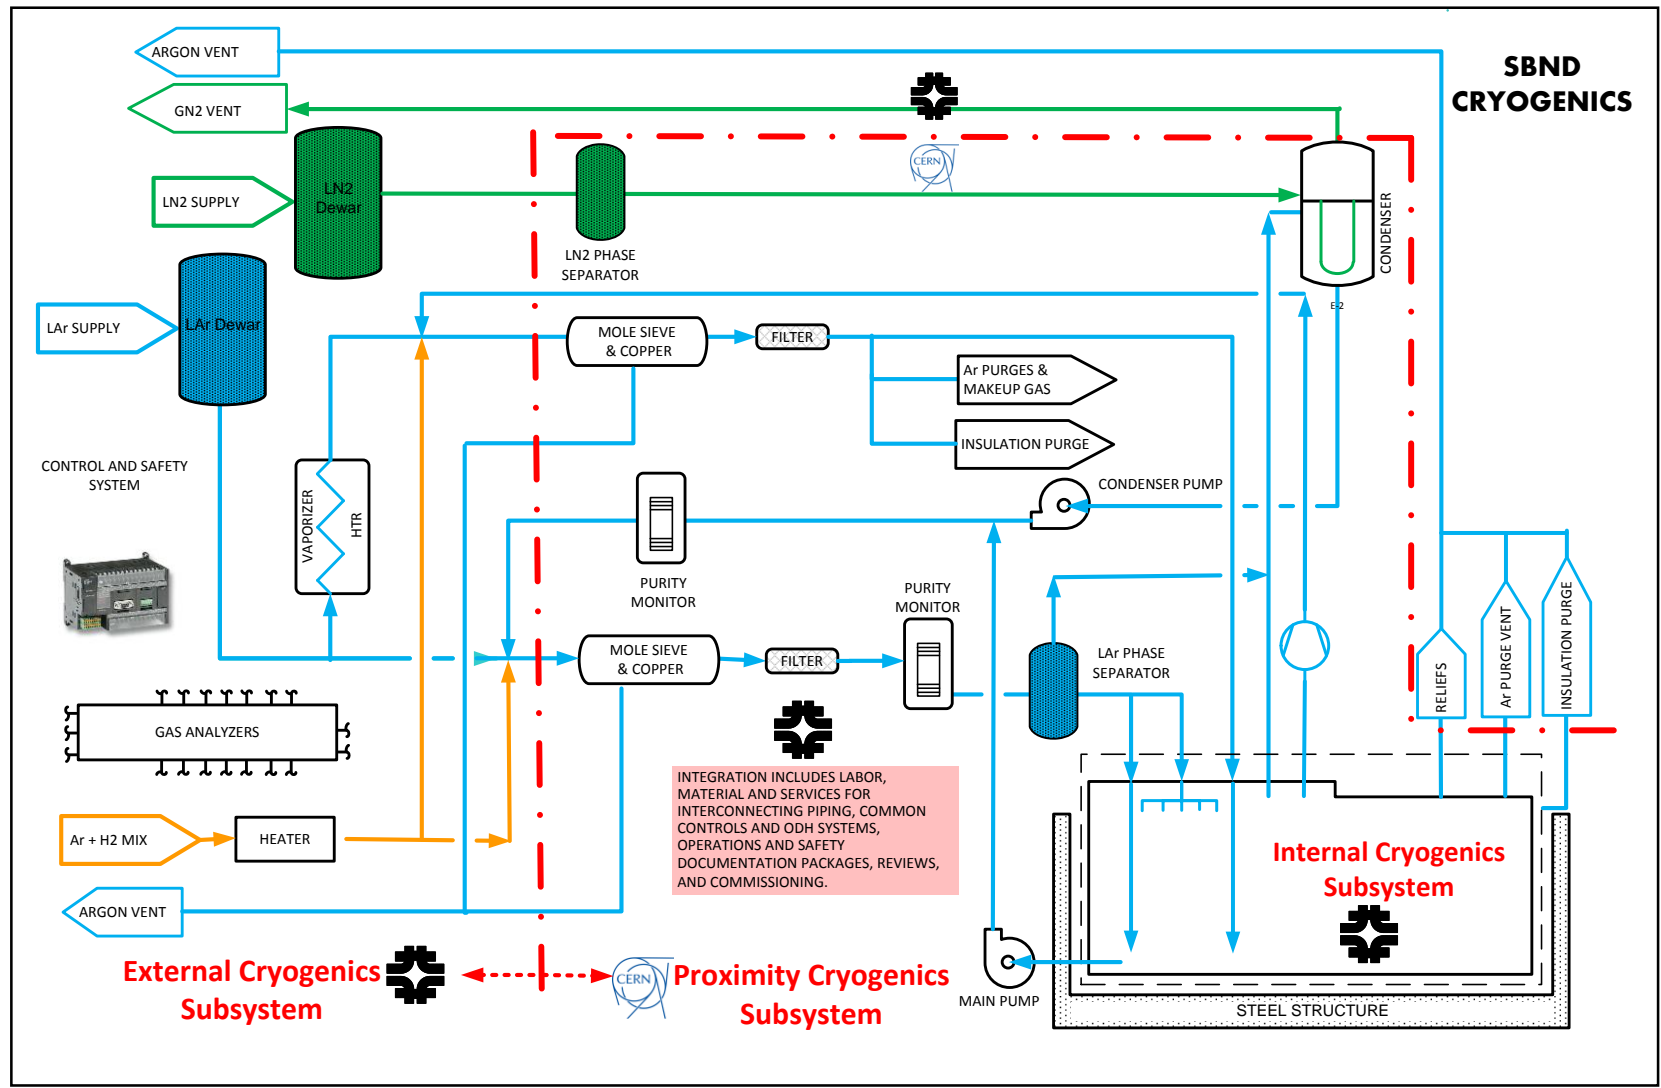 ARGON VENT
SBND
CRYOGENICS
GN2 VENT
CERN
LN2 SUPPLY
LN2
Dewar
LN2 PHASE
SEPARATOR
CONDENSER
E-2
LAr SUPPLY
LAr Dewar
MOLE SIEVE
& COPPER
FILTER
Ar PURGES &
MAKEUP GAS
INSULATION PURGE
CONTROL AND SAFETY
SYSTEM
VAPORIZER
HTR
CONDENSER PUMP
PURITY
MONITOR
PURITY
MONITOR
MOLE SIEVE
& COPPER
FILTER
LAr PHASE
SEPARATOR
RELIEFS
Ar PURGE VENT
INSULATION PURGE
GAS ANALYZERS
INTEGRATION INCLUDES LABOR,
MATERIAL AND SERVICES FOR
INTERCONNECTING PIPING, COMMON
CONTROLS AND ODH SYSTEMS,
OPERATIONS AND SAFETY
DOCUMENTATION PACKAGES, REVIEWS,
AND COMMISSIONING.
Ar + H2 MIX
HEATER
Internal Cryogenics
Subsystem
ARGON VENT
External Cryogenics
Subsystem
CERN
Proximity Cryogenics
Subsystem
MAIN PUMP
STEEL STRUCTURE